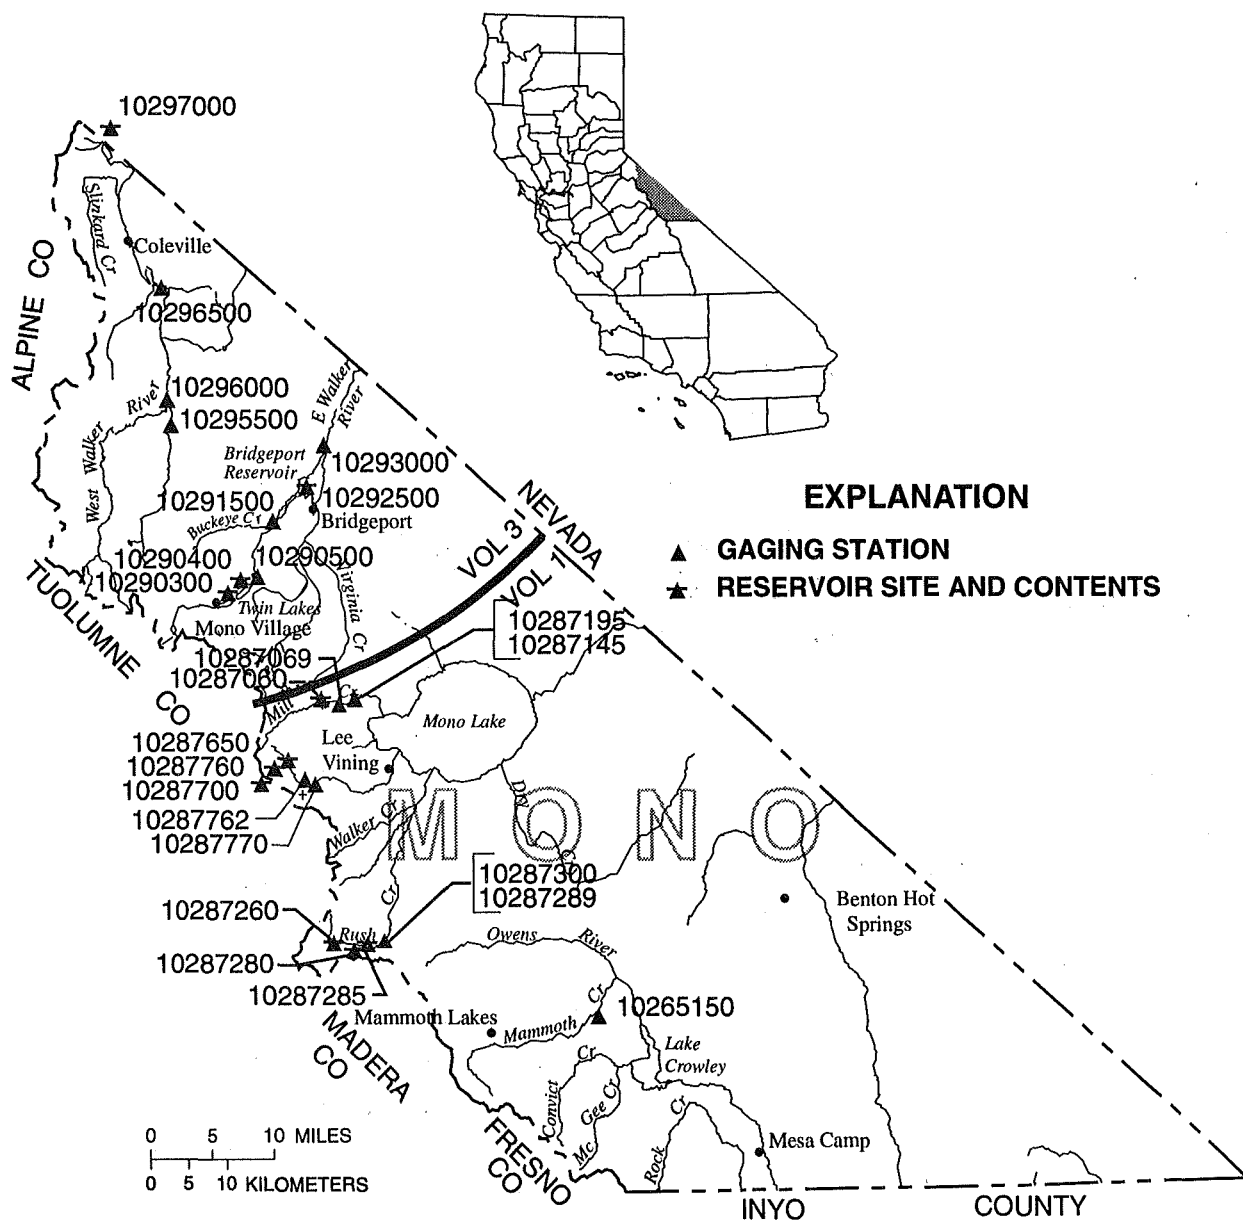 10297000
Slinkard Cr
Coleville
ALPINE CO
10296500
10296000
River
10295500
West Walker
E Walker
River
Bridgeport
Reservoir
10293000
10291500
10292500
Buckeye Cr
Bridgeport
NEVADA
VOL 3
VOL 1
EXPLANATION
GAGING STATION
RESERVOIR SITE AND CONTENTS
10290400
10290500
10290300
Virginia Cr
Twin Lakes
Mono Village
TUOLUMNE
CO
10287195
10287145
10287069
10287060
Mill
Cr
Mono Lake
10287650
Lee
Vining
10287760
10287700
10287762
10287770
Walker Cr
Dry
Cr
MONO
10287300
10287289
Cr
Benton Hot
Springs
10287260
Rush
Owens
River
10287280
10287285
Cr
10265150
Mammoth Lakes
Mammoth
MADERA
CO
Lake
Crowley
Cr
Convict
Mc Gee Cr
Rock
Cr
Mesa Camp
FRESNO
CO
0 5 10 MILES
0 5 10 KILOMETERS
INYO
COUNTY